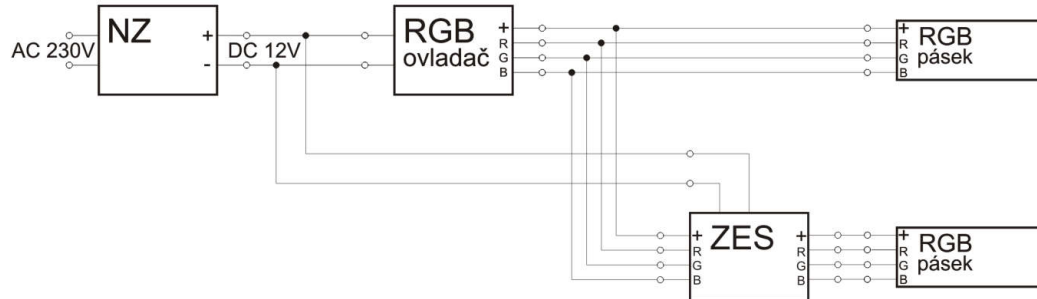 NZ
AC 230V
+
-
DC 12V
RGB
ovladač
+
R
G
B
+
R
G
B
RGB
pásek
+
R
G
B
ZES
+
R
G
B
+
R
G
B
RGB
pásek